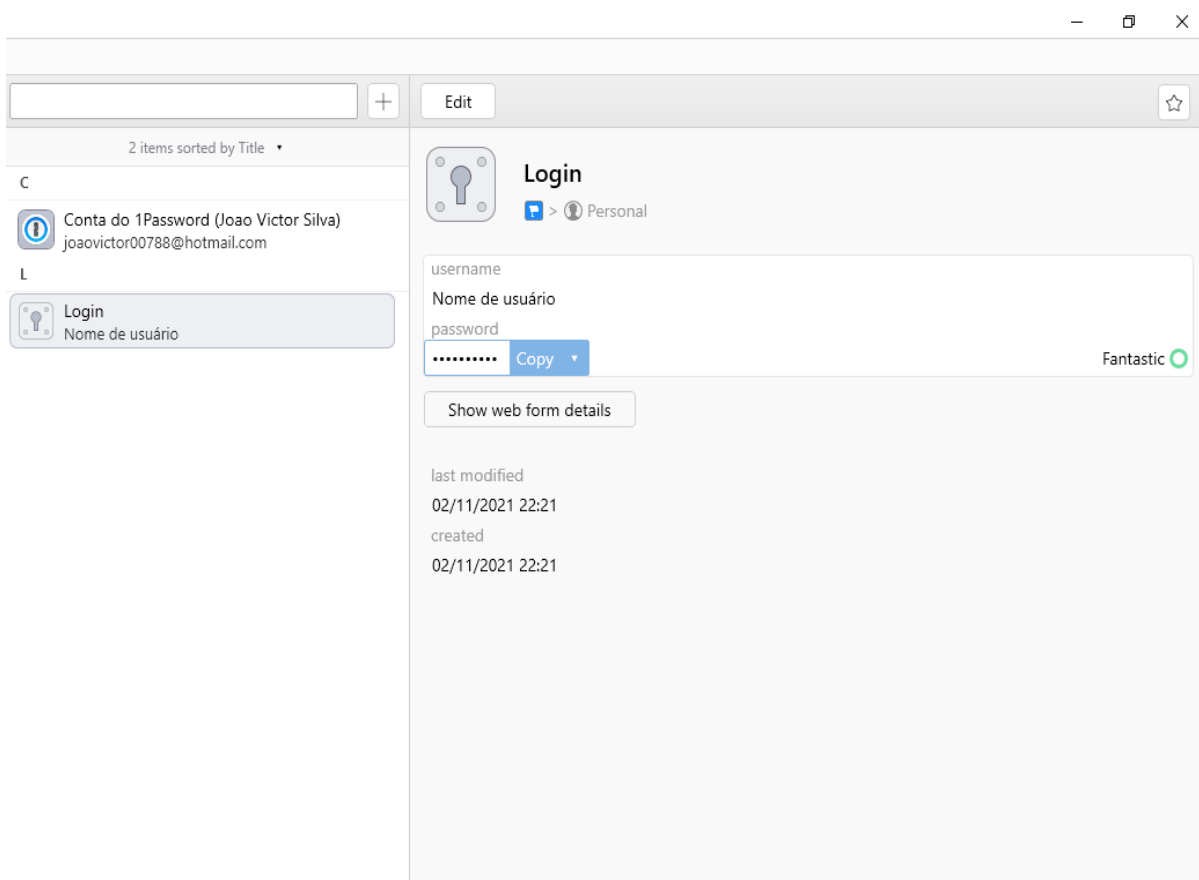 Edit
2 items sorted by Title
C
Conta do 1Password (Joao Victor Silva)
joaovictor00788@hotmail.com
L
Login
Nome de usuário
Login
> Personal
username
Nome de usuário
password
•••••••••• Copy
Fantastic
Show web form details
last modified
02/11/2021 22:21
created
02/11/2021 22:21